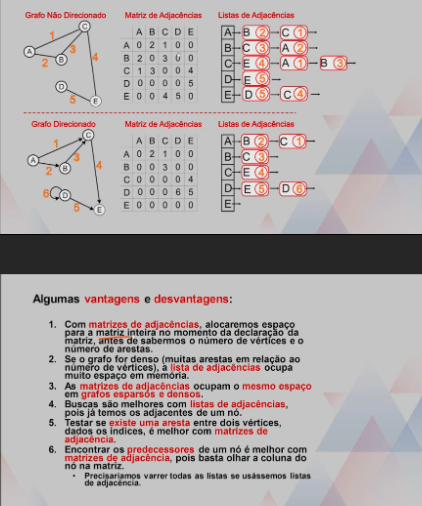 Grafo Não Direcionado Matriz de Adjacências Listas de Adjacências
A B C D E
A 0 2 1 0 0
B 2 0 3 0
C 1 3 0 0 4
D 0 0 0 0 5
E 0 0 4 5 0
A B C D E
1 2 3 4 5
A B 2 C 1
B C 3 A 2
C E 4 A 1 B 3
D E 5
E D 5 C 4
Grafo Direcionado Matriz de Adjacências Listas de Adjacências
A B C D E
A 0 2 1 0 0
B 0 0 3 0 0
C 0 0 0 0 4
D 0 0 0 6 5
E 0 0 0 0 0
A B C D E
1 2 3 4 5 6
A B 2 C 1
B C 3
C E 4
D E 5 D 6
E
Algumas vantagens e desvantagens:
1. Com matrizes de adjacências, alocaremos espaço
para a matriz inteira no momento da declaração da
matriz, antes de sabermos o número de vértices e o
número de arestas.
2. Se o grafo for denso (muitas arestas em relação ao
número de vértices), a lista de adjacências ocupa
muito espaço em memória.
3. As matrizes de adjacências ocupam o mesmo espaço
em grafos esparsos e densos.
4. Buscas são melhores com listas de adjacências,
pois já temos os adjacentes de um nó.
5. Testar se existe uma aresta entre dois vértices,
dados os índices, é melhor com matrizes de
adjacência.
6. Encontrar os predecessores de um nó é melhor com
matrizes de adjacência, pois basta olhar a coluna do
nó na matriz.
• Precisaríamos varrer todas as listas se usássemos listas
de adjacência.